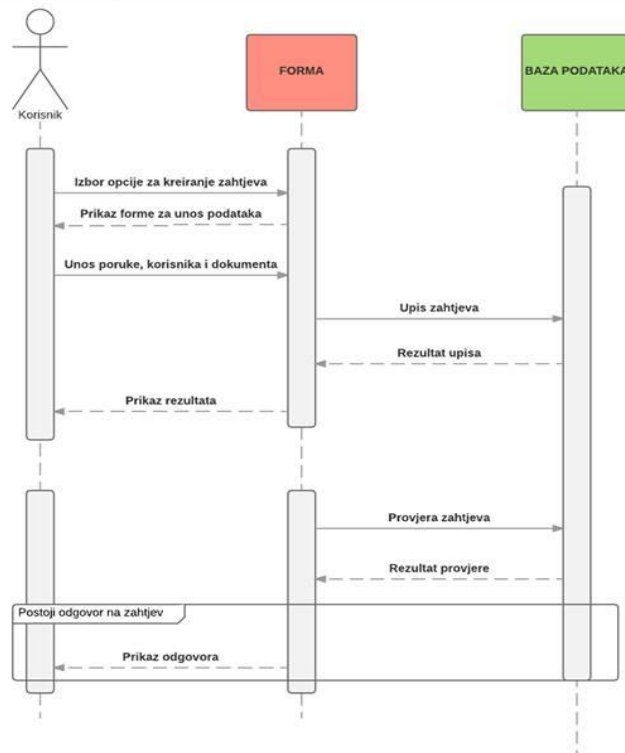 FORMA
BAZA PODATAKA
Korisnik
Izbor opcije za kreiranje zahtjeva
Prikaz forme za unos podataka
Unos poruke, korisnika i dokumenta
Upis zahtjeva
Rezultat upisa
Prikaz rezultata
Provjera zahtjeva
Rezultat provjere
Postoji odgovor na zahtjev
Prikaz odgovora